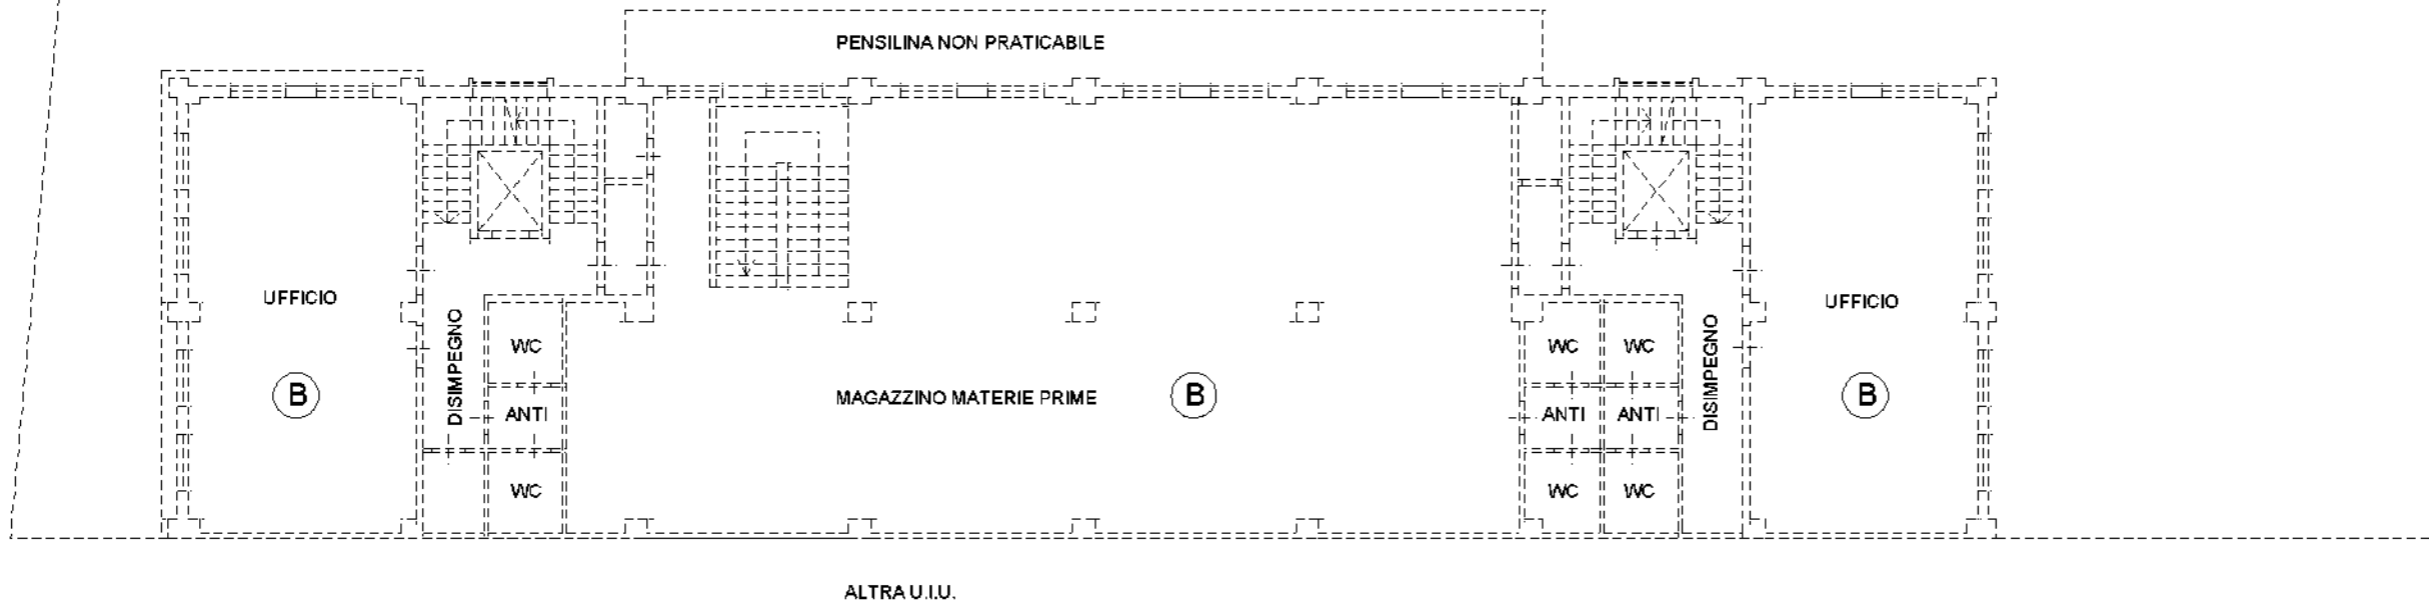 PENSILINA NON PRATICABILE
UFFICIO
UFFICIO
DISIMPEGNO
DISIMPEGNO
WC
WC
WC
B
MAGAZZINO MATERIE PRIME
B
B
ANTI
ANTI
ANTI
WC
WC
WC
ALTRA U.I.U.